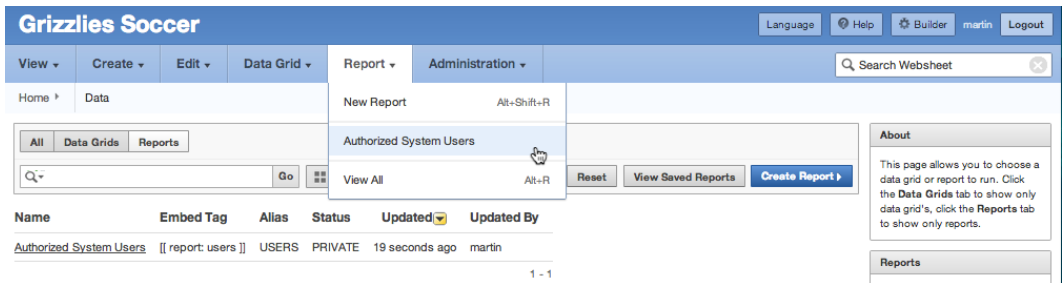 Grizzlies Soccer
Language Help Builder martin Logout
View Create Edit Data Grid Report Administration Search Websheet
Home Data
New Report Alt+Shift+R
Authorized System Users
View All Alt+R
All Data Grids Reports
Go Reset View Saved Reports Create Report
Name Embed Tag Alias Status Updated Updated By
Authorized System Users [[ report: users ]] USERS PRIVATE 19 seconds ago martin
1 - 1
About
This page allows you to choose a
data grid or report to run. Click
the Data Grids tab to show only
data grid's, click the Reports tab
to show only reports.
Reports